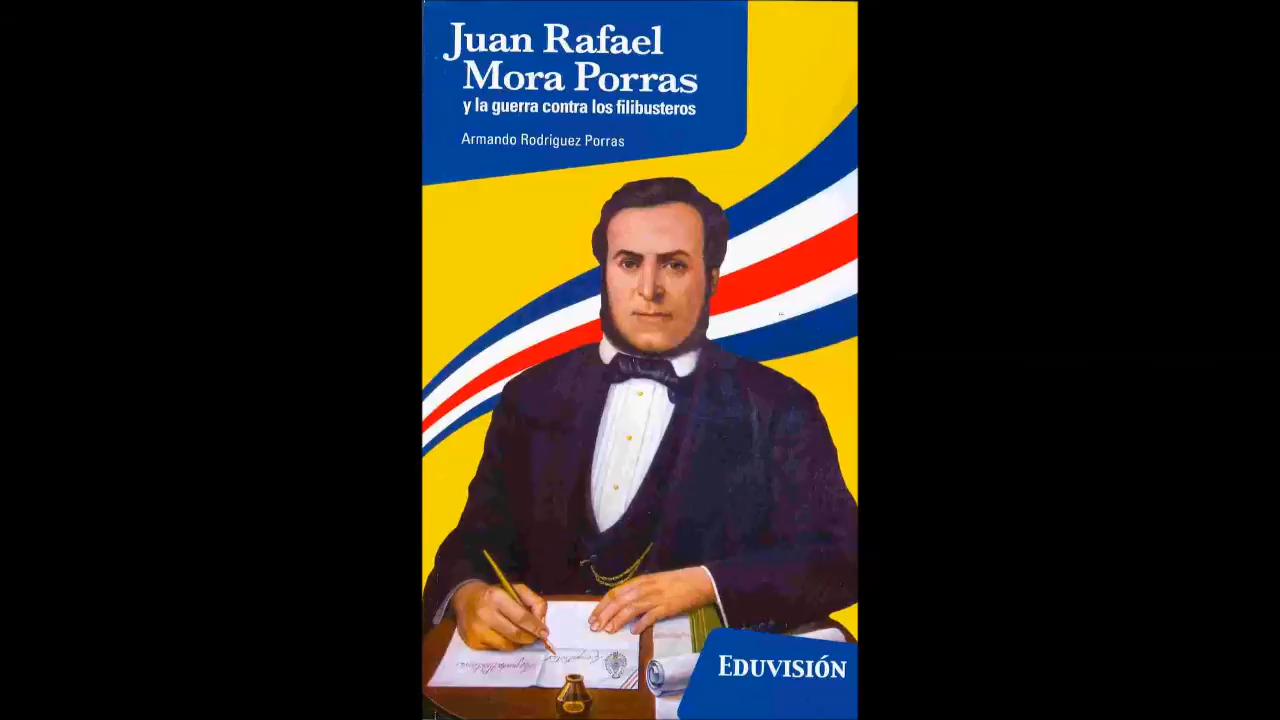 Juan Rafael
Mora Porras
y la guerra contra los filibusteros
Armando Rodríguez Porras
EDUVISIÓN